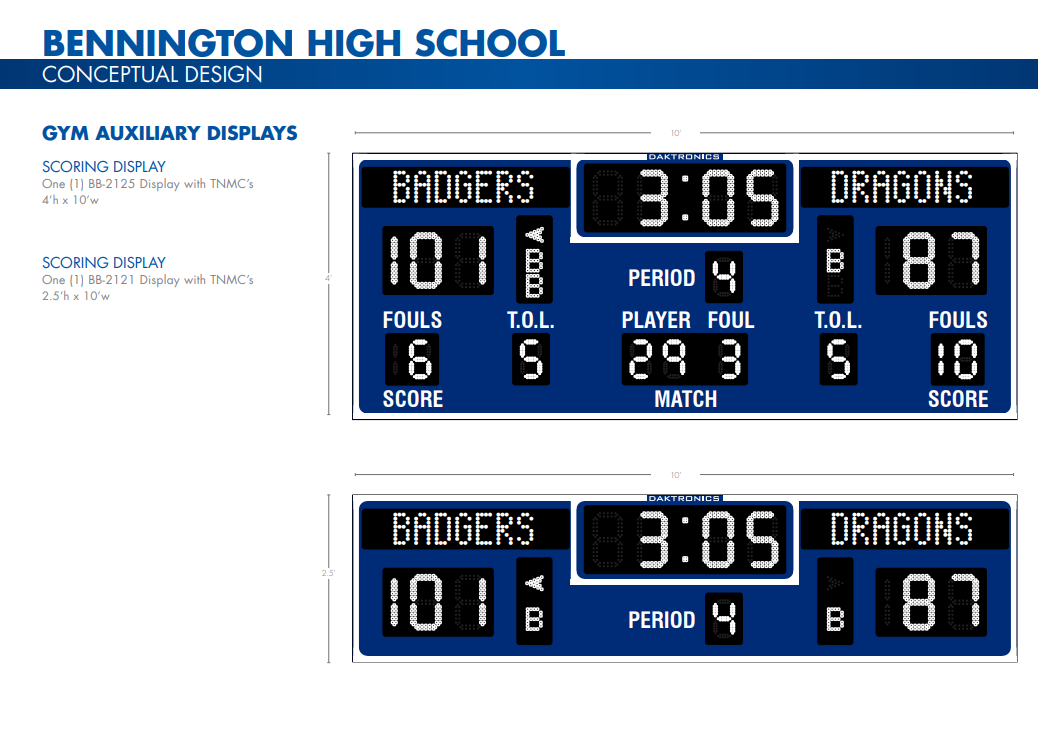 BENNINGTON HIGH SCHOOL
CONCEPTUAL DESIGN
GYM AUXILIARY DISPLAYS
SCORING DISPLAY
One (1) BB-2125 Display with TNMC's
4'h x 10'w
SCORING DISPLAY
One (1) BB-2121 Display with TNMC's
2.5'h x 10'w
10'
4'
DAKTRONICS
BADGERS 3:05 DRAGONS
101 < B B B 87
PERIOD 4
FOULS T.O.L. PLAYER FOUL T.O.L. FOULS
6 5 29 3 5 10
SCORE MATCH SCORE
10'
2.5'
DAKTRONICS
BADGERS 3:05 DRAGONS
101 < B B 87
PERIOD 4